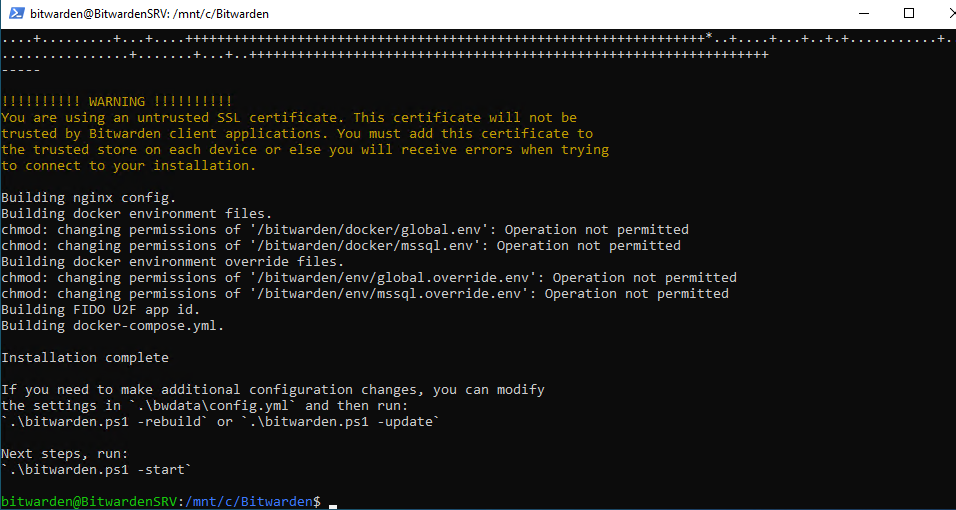 bitwarden@BitwardenSRV: /mnt/c/Bitwarden
....+.........+...+....+++++++++++++++++++++++++++++++++++++++++++++++++++++++++++++++++*..+....+...+..+.+...........+.
................+.......+...+..+++++++++++++++++++++++++++++++++++++++++++++++++++++++++++++++++
-----
!!!!!!!!!! WARNING !!!!!!!!!!
You are using an untrusted SSL certificate. This certificate will not be
trusted by Bitwarden client applications. You must add this certificate to
the trusted store on each device or else you will receive errors when trying
to connect to your installation.
Building nginx config.
Building docker environment files.
chmod: changing permissions of '/bitwarden/docker/global.env': Operation not permitted
chmod: changing permissions of '/bitwarden/docker/mssql.env': Operation not permitted
Building docker environment override files.
chmod: changing permissions of '/bitwarden/env/global.override.env': Operation not permitted
chmod: changing permissions of '/bitwarden/env/mssql.override.env': Operation not permitted
Building FIDO U2F app id.
Building docker-compose.yml.
Installation complete
If you need to make additional configuration changes, you can modify
the settings in `.\bwdata\config.yml` and then run:
`.\bitwarden.ps1 -rebuild` or `.\bitwarden.ps1 -update`
Next steps, run:
`.\bitwarden.ps1 -start`
bitwarden@BitwardenSRV:/mnt/c/Bitwarden$